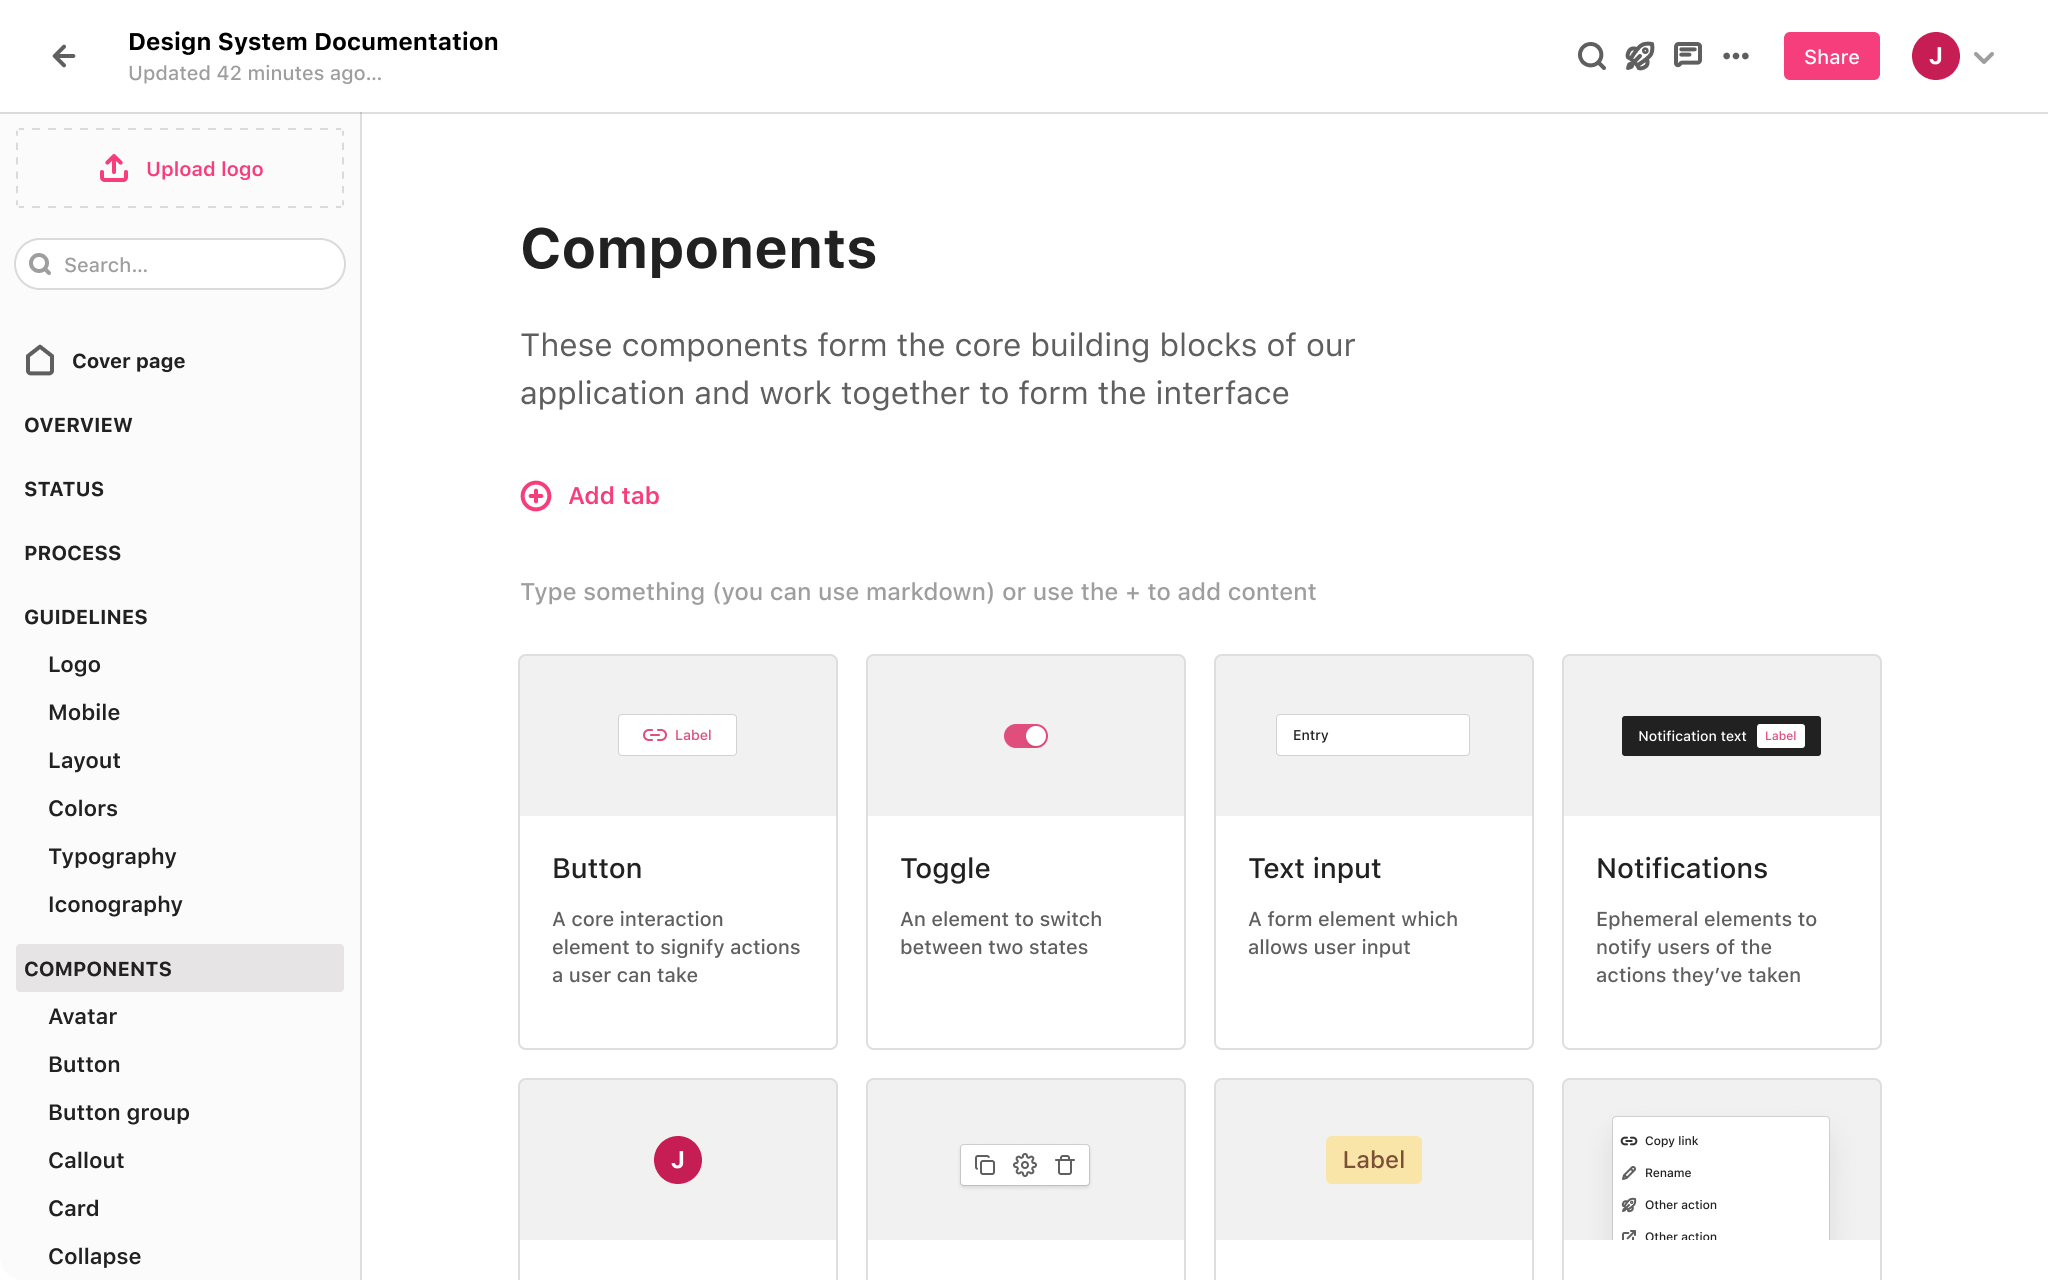 Design System Documentation
Updated 42 minutes ago...
Share
J
Upload logo
Search...
Cover page
OVERVIEW
STATUS
PROCESS
GUIDELINES
Logo
Mobile
Layout
Colors
Typography
Iconography
COMPONENTS
Avatar
Button
Button group
Callout
Card
Collapse
Components
These components form the core building blocks of our
application and work together to form the interface
Add tab
Type something (you can use markdown) or use the + to add content
Label
Button
A core interaction
element to signify actions
a user can take
Toggle
An element to switch
between two states
Entry
Text input
A form element which
allows user input
Notification text Label
Notifications
Ephemeral elements to
notify users of the
actions they’ve taken
J
Label
Copy link
Rename
Other action
Other action